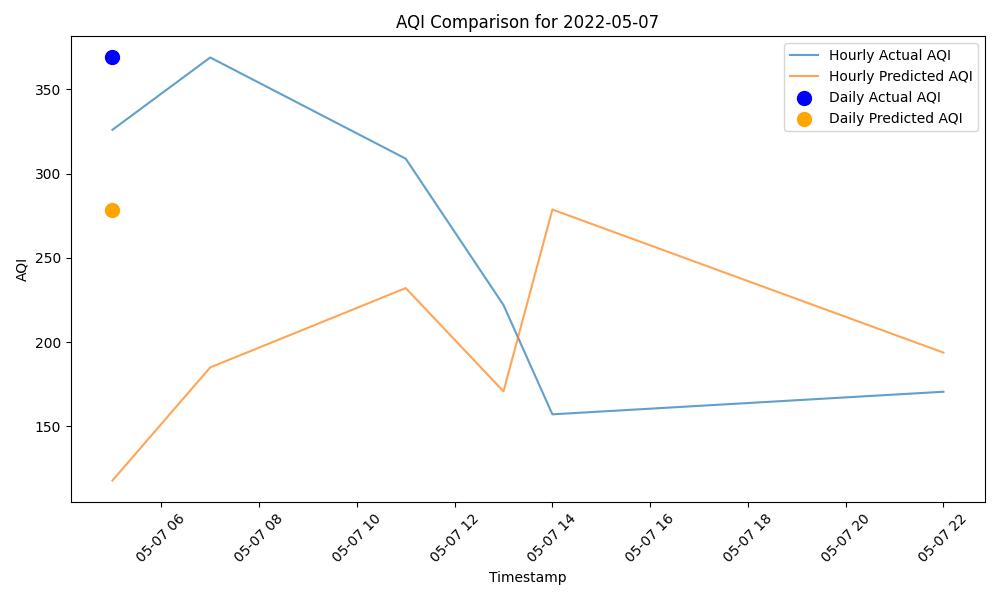 AQI Comparison for 2022-05-07
Hourly Actual AQI
Hourly Predicted AQI
Daily Actual AQI
Daily Predicted AQI
AQI
350
300
250
200
150
05-07 06
05-07 08
05-07 10
05-07 12
05-07 14
05-07 16
05-07 18
05-07 20
05-07 22
Timestamp